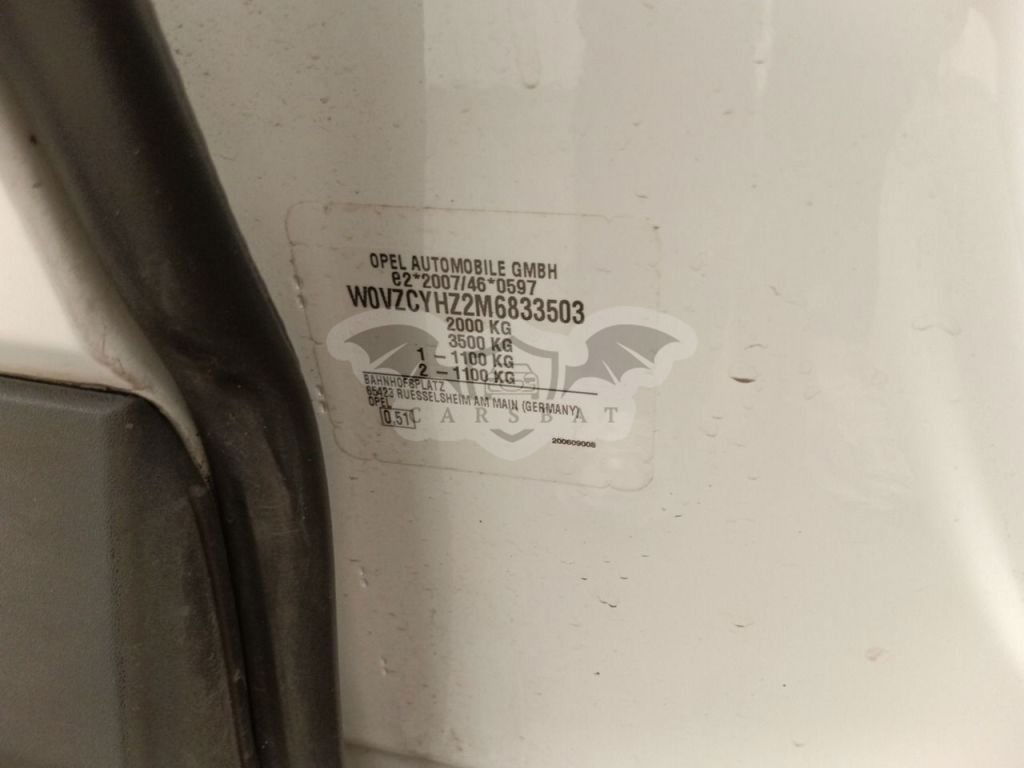 OPEL AUTOMOBILE GMBH
e2*2007/46*0597
W0VZCYHZ2M6833503
2000 KG
3500 KG
1 - 1100 KG
2 - 1100 KG
BAHNHOFSPLATZ
65423 RUESSELSHEIM AM MAIN (GERMANY)
OPEL
0.51
CARSBAT
200609008